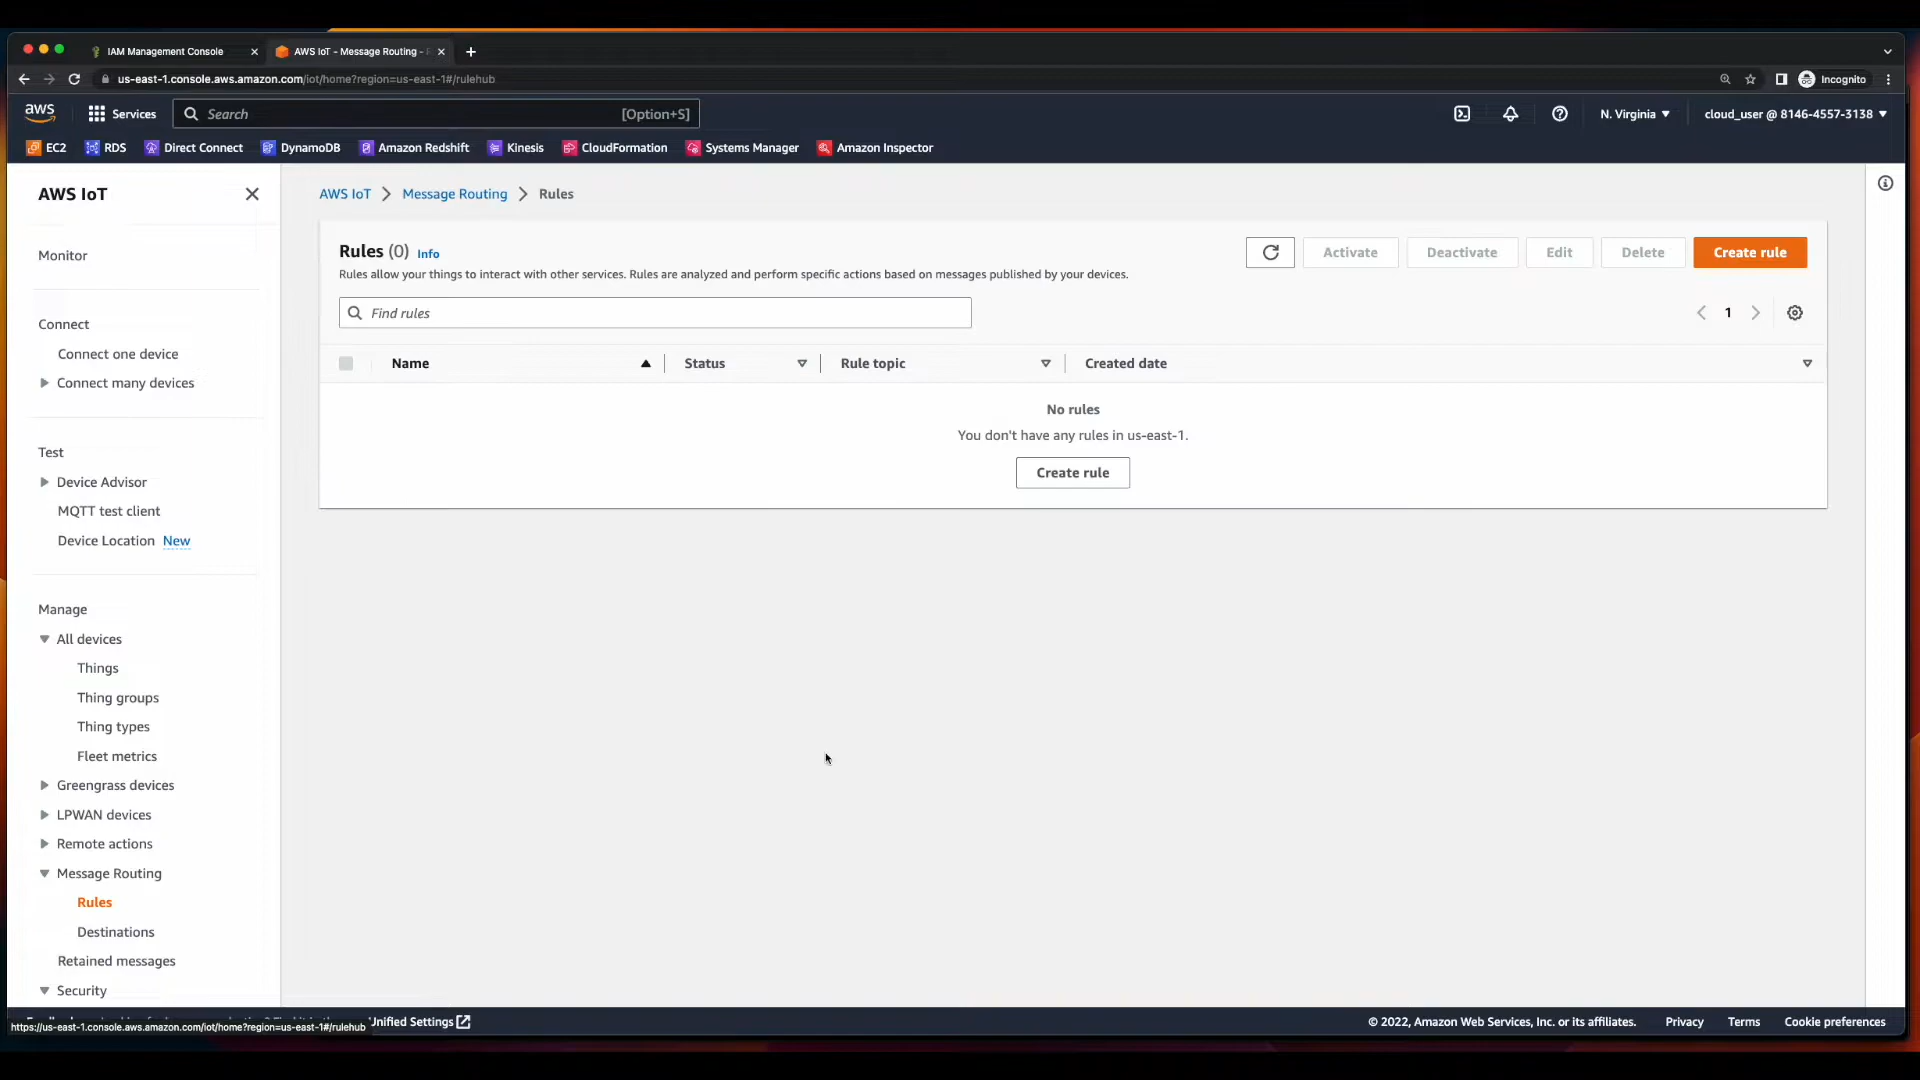 IAM Management Console
AWS IoT - Message Routing -
us-east-1.console.aws.amazon.com/iot/home?region=us-east-1#/rulehub
Incognito
aws
Services
Search
[Option+S]
N. Virginia
cloud_user @ 8146-4557-3138
EC2
RDS
Direct Connect
DynamoDB
Amazon Redshift
Kinesis
CloudFormation
Systems Manager
Amazon Inspector
AWS IoT
Monitor
Connect
Connect one device
Connect many devices
Test
Device Advisor
MQTT test client
Device Location New
Manage
All devices
Things
Thing groups
Thing types
Fleet metrics
Greengrass devices
LPWAN devices
Remote actions
Message Routing
Rules
Destinations
Retained messages
Security
AWS IoT > Message Routing > Rules
Rules (0) Info
Rules allow your things to interact with other services. Rules are analyzed and perform specific actions based on messages published by your devices.
Activate
Deactivate
Edit
Delete
Create rule
Find rules
1
Name
Status
Rule topic
Created date
No rules
You don't have any rules in us-east-1.
Create rule
https://us-east-1.console.aws.amazon.com/iot/home?region=us-east-1#/rulehub
Unified Settings
© 2022, Amazon Web Services, Inc. or its affiliates.
Privacy
Terms
Cookie preferences